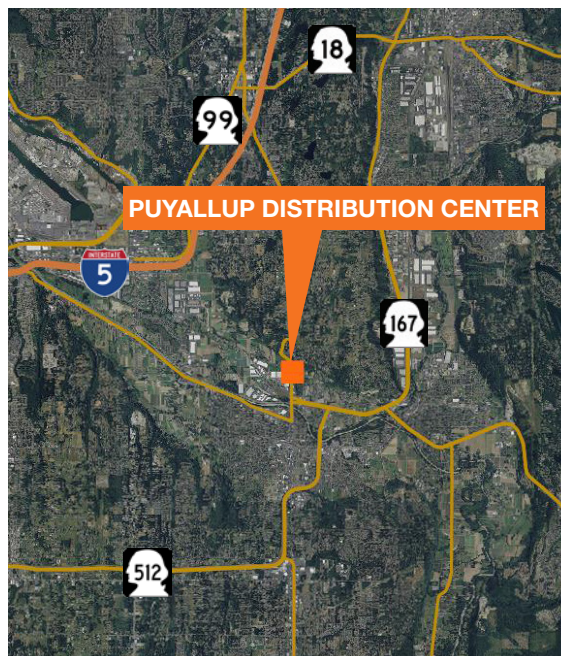 18
99
PUYALLUP DISTRIBUTION CENTER
INTERSTATE
5
167
512